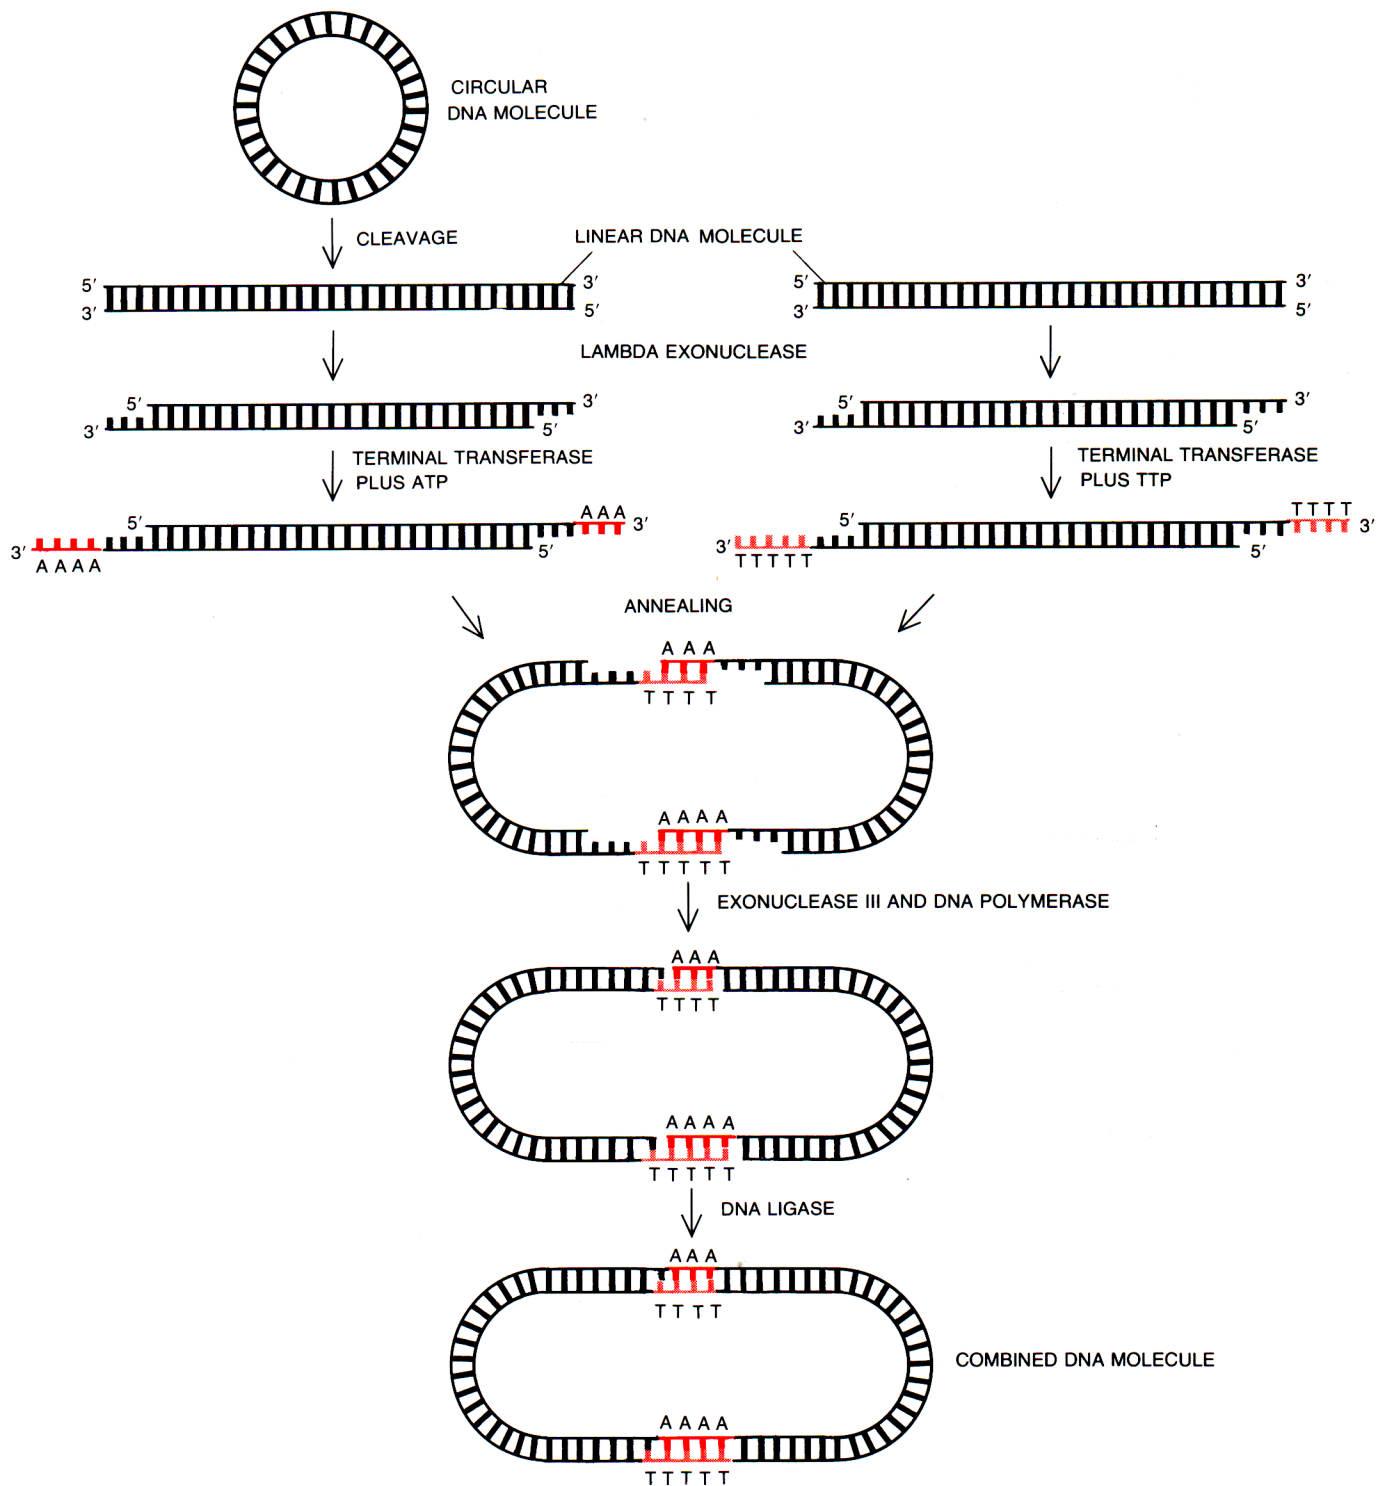 CIRCULAR
DNA MOLECULE
CLEAVAGE
LINEAR DNA MOLECULE
5′ 3′ 5′ 3′
3′ 5′ 3′ 5′
LAMBDA EXONUCLEASE
5′ 3′ 5′ 3′
3′ 5′ 3′ 5′
TERMINAL TRANSFERASE
PLUS ATP
TERMINAL TRANSFERASE
PLUS TTP
5′ A A A 3′ 5′ T T T T 3′
3′ A A A A 5′ 3′ T T T T T 5′
ANNEALING
A A A
T T T T
A A A A
T T T T T
EXONUCLEASE III AND DNA POLYMERASE
A A A
T T T T
A A A A
T T T T T
DNA LIGASE
A A A
T T T T
COMBINED DNA MOLECULE
A A A A
T T T T T